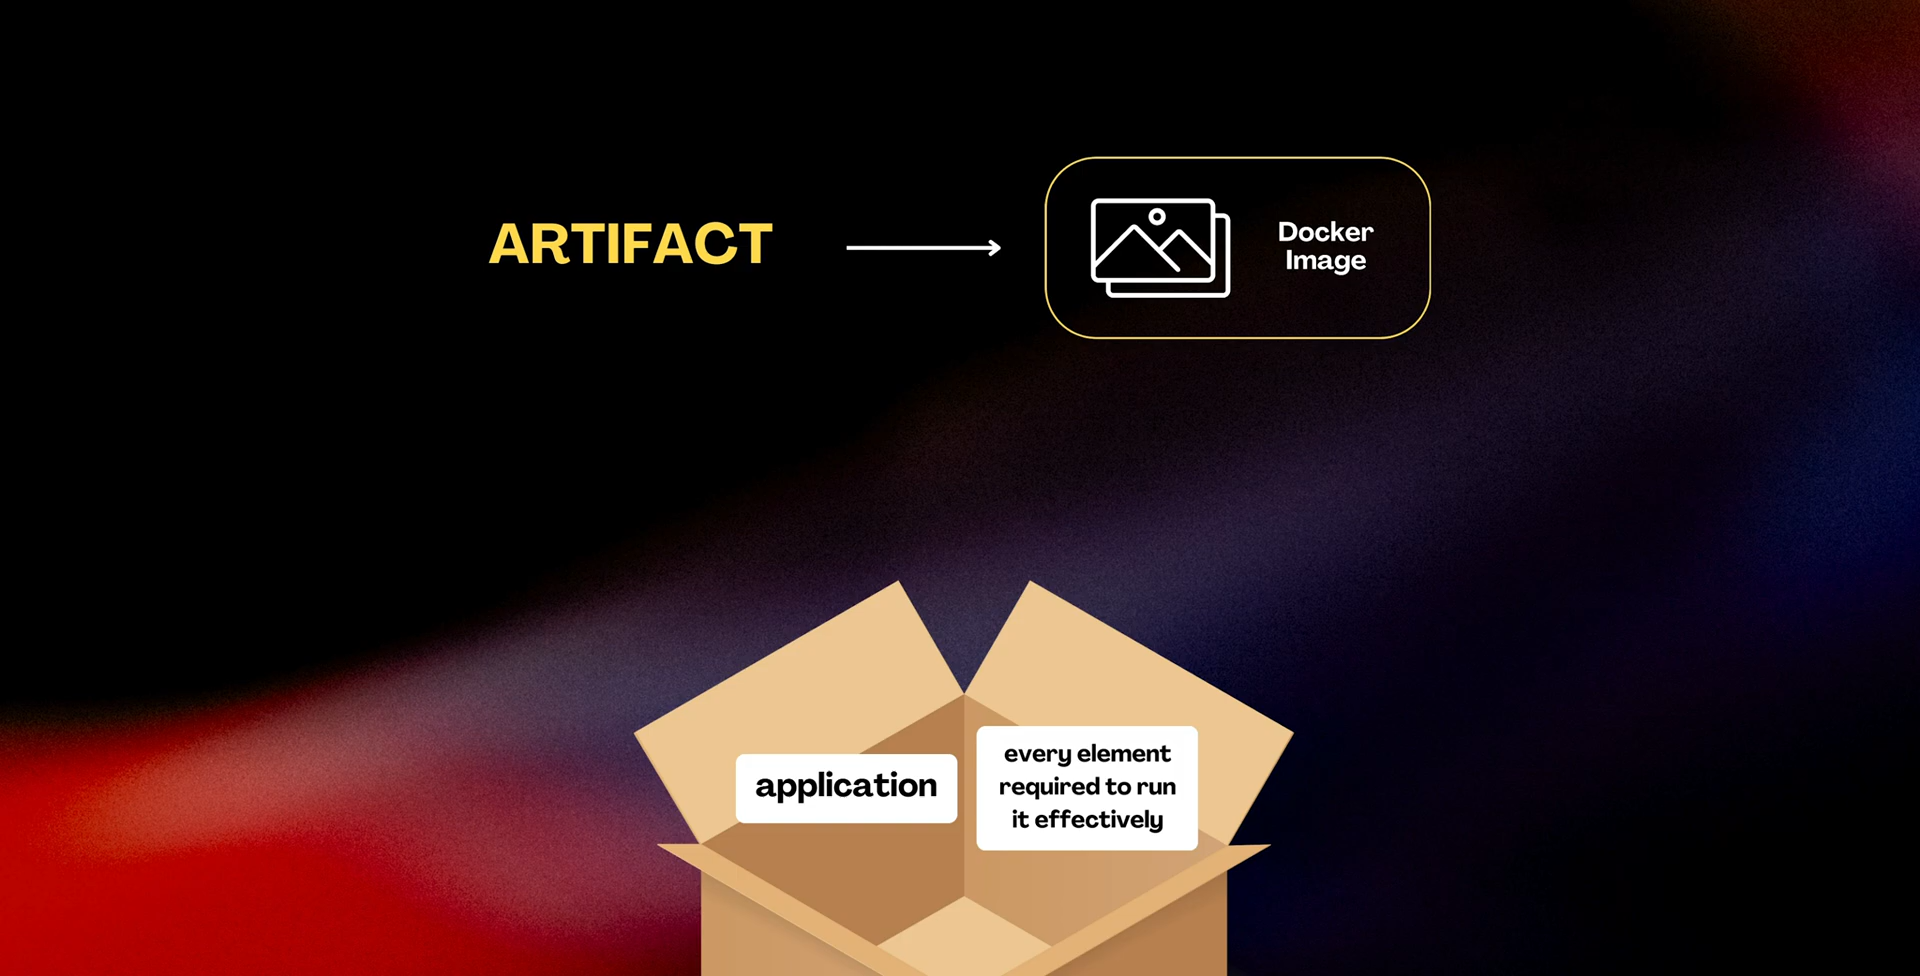 ARTIFACT
Docker
Image
application
every element
required to run
it effectively